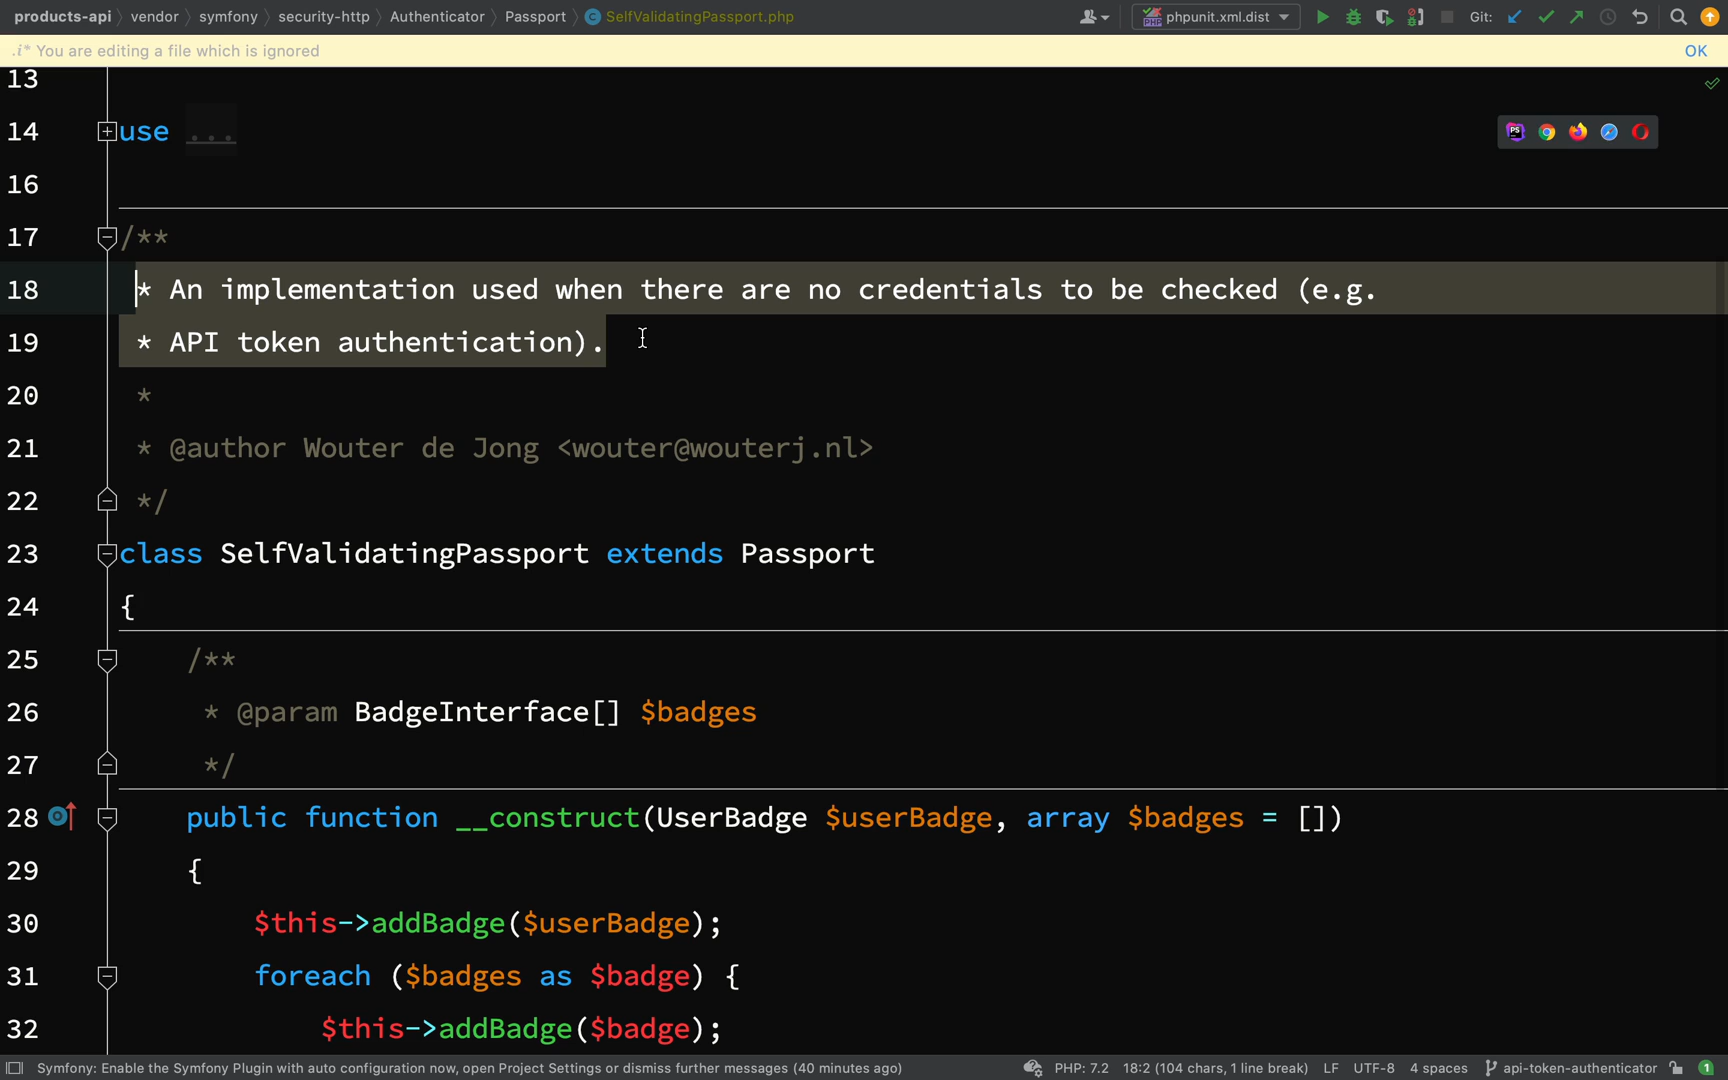 products-api vendor symfony security-http Authenticator Passport SelfValidatingPassport.php phpunit.xml.dist Git:
.i* You are editing a file which is ignored OK
13
14 use ...
16
17 /**
18 * An implementation used when there are no credentials to be checked (e.g.
19 * API token authentication).
20 *
21 * @author Wouter de Jong <wouter@wouterj.nl>
22 */
23 class SelfValidatingPassport extends Passport
24 {
25 /**
26 * @param BadgeInterface[] $badges
27 */
28 public function __construct(UserBadge $userBadge, array $badges = [])
29 {
30 $this->addBadge($userBadge);
31 foreach ($badges as $badge) {
32 $this->addBadge($badge);
Symfony: Enable the Symfony Plugin with auto configuration now, open Project Settings or dismiss further messages (40 minutes ago) PHP: 7.2 18:2 (104 chars, 1 line break) LF UTF-8 4 spaces api-token-authenticator 1